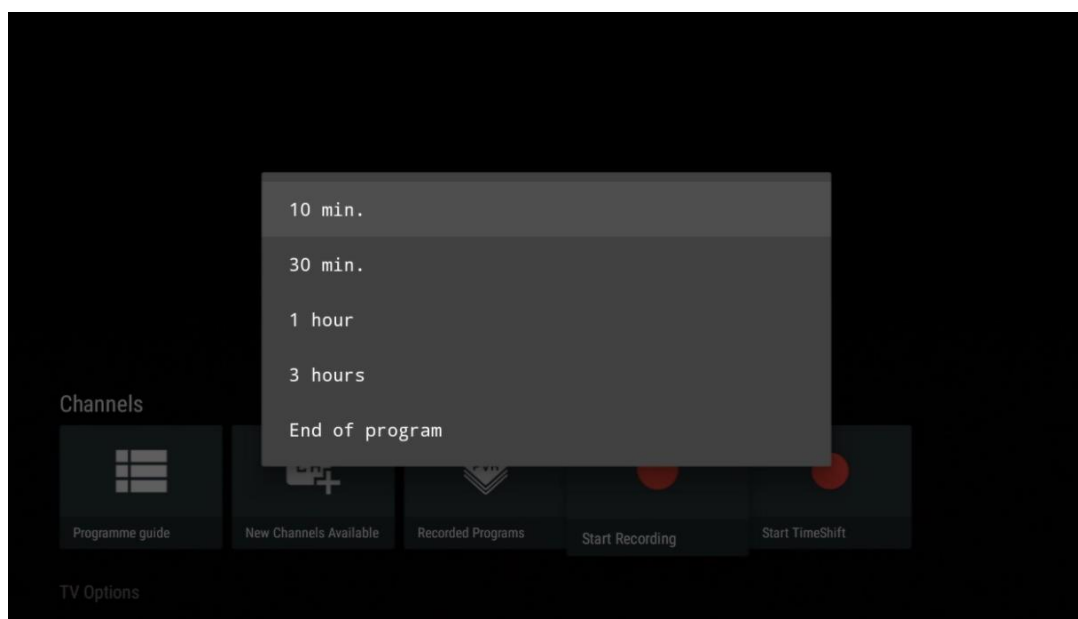 10 min.
30 min.
1 hour
3 hours
End of program
Channels
Programme guide
New Channels Available
Recorded Programs
Start Recording
Start TimeShift
TV Options